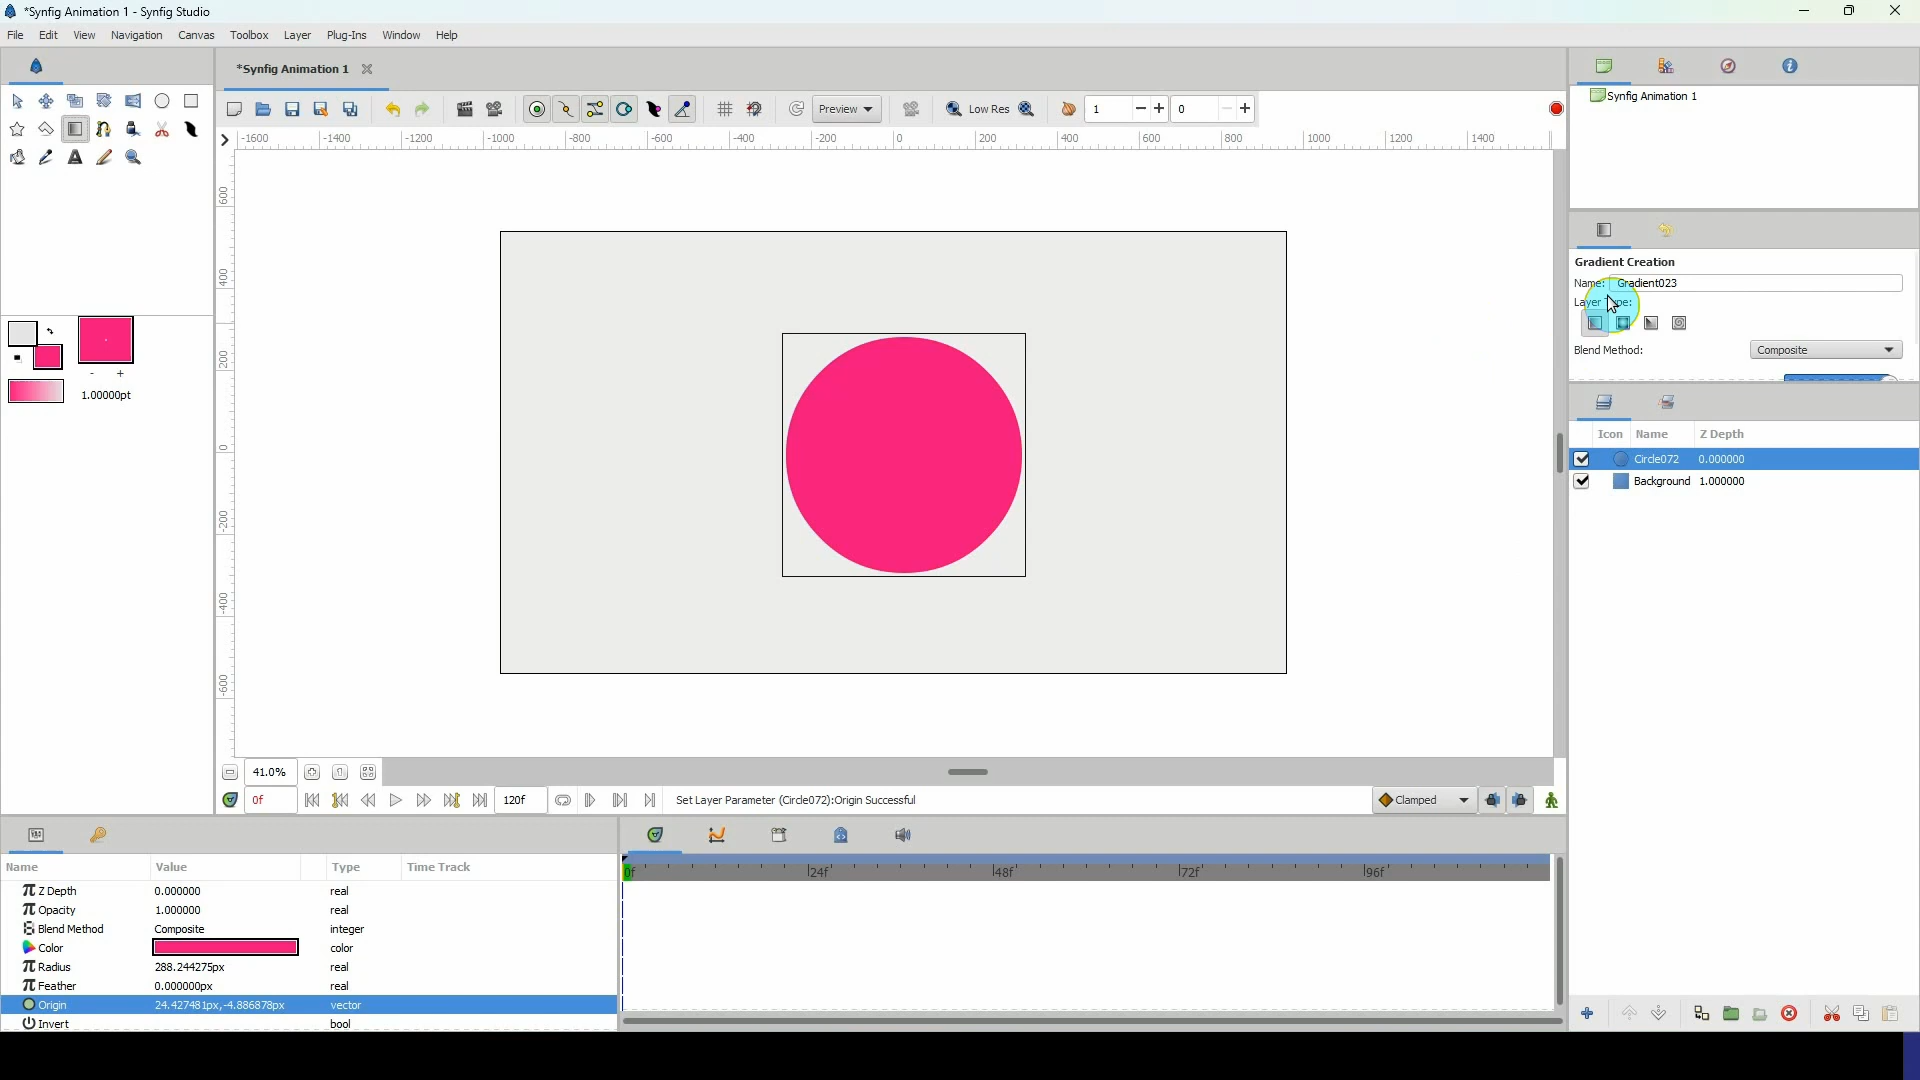 *Synfig Animation 1 - Synfig Studio
File Edit View Navigation Canvas Toolbox Layer Plug-Ins Window Help
*Synfig Animation 1
Preview Low Res 1 0
-1600 -1400 -1200 -1000 -800 -600 -400 -200 0 200 400 600 800 1000 1200 1400
600
400
200
0
-200
-400
-600
1.00000pt
Synfig Animation 1
Gradient Creation
Name: Gradient023
Layer Type:
Blend Method: Composite
Icon Name Z Depth
Circle072 0.000000
Background 1.000000
41.0%
0f 120f Set Layer Parameter (Circle072):Origin Successful Clamped
Name Value Type Time Track
Z Depth 0.000000 real
Opacity 1.000000 real
Blend Method Composite integer
Color color
Radius 288.244275px real
Feather 0.000000px real
Origin 24.427481px,-4.886878px vector
Invert bool
0f 24f 48f 72f 96f